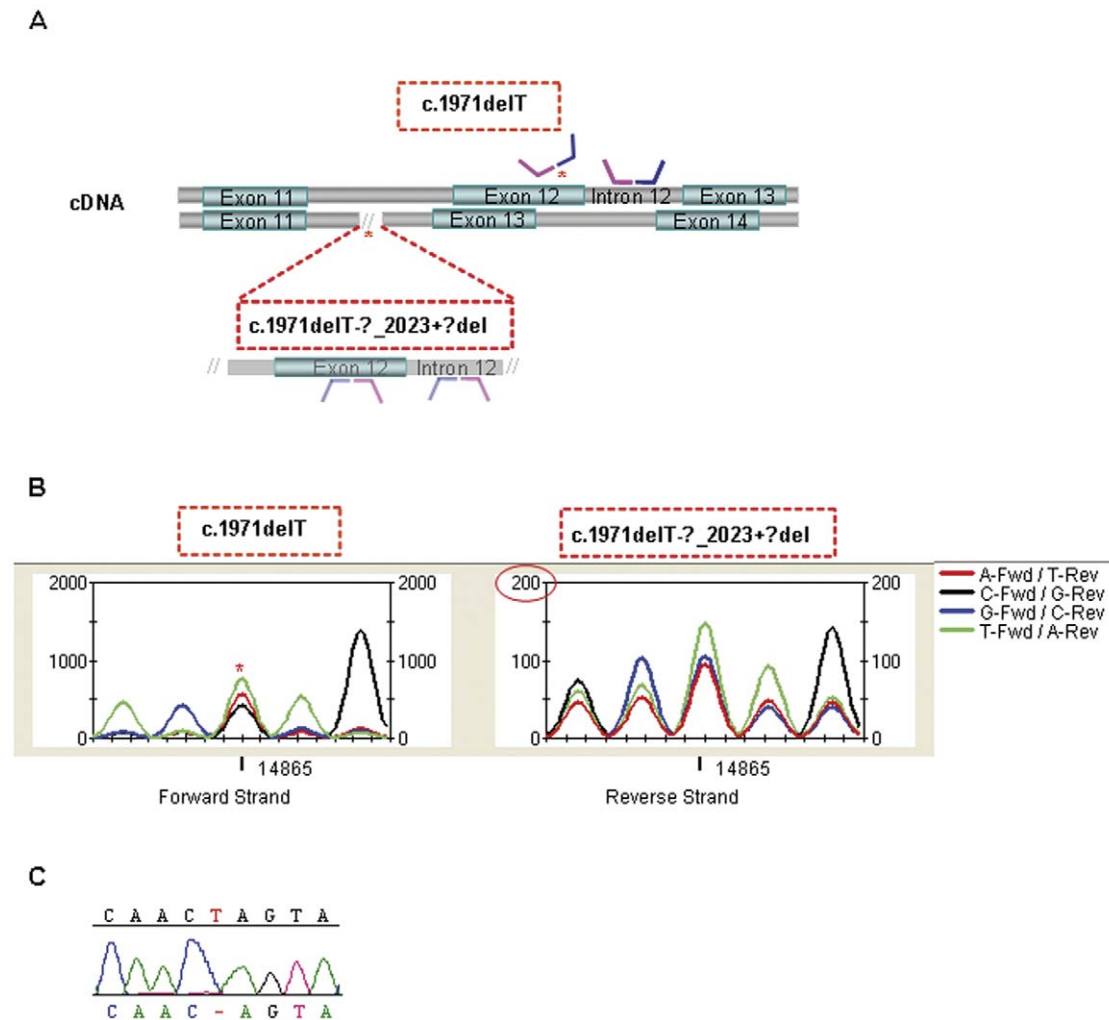 A
c.1971delT
cDNA
Exon 11
Exon 12
Intron 12
Exon 13
Exon 11
//
Exon 13
Exon 14
*
*
c.1971delT-?_2023+?del
//
Exon 12
Intron 12
//
B
c.1971delT
c.1971delT-?_2023+?del
2000
1000
0
2000
1000
0
*
14865
Forward Strand
200
100
0
200
100
0
14865
Reverse Strand
A-Fwd / T-Rev
C-Fwd / G-Rev
G-Fwd / C-Rev
T-Fwd / A-Rev
C
C A A C T A G T A
C A A C - A G T A